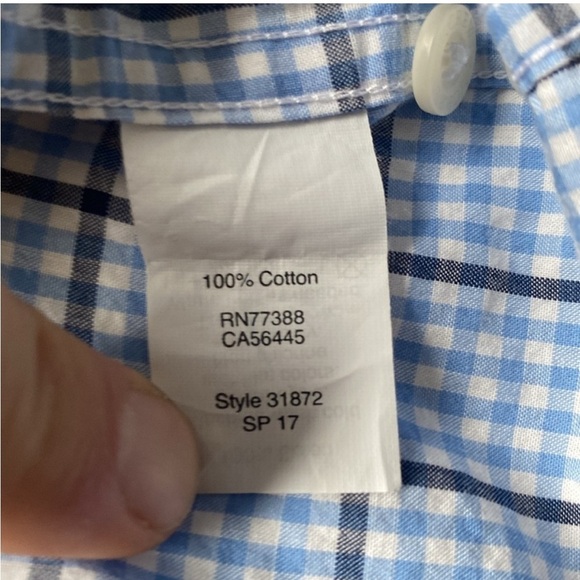 100% Cotton
RN77388
CA56445
Style 31872
SP 17